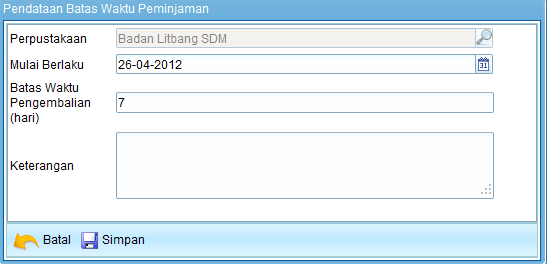 Pendataan Batas Waktu Peminjaman
Perpustakaan Badan Litbang SDM
Mulai Berlaku 26-04-2012 31
Batas Waktu
Pengembalian 7
(hari)
Keterangan
Batal Simpan